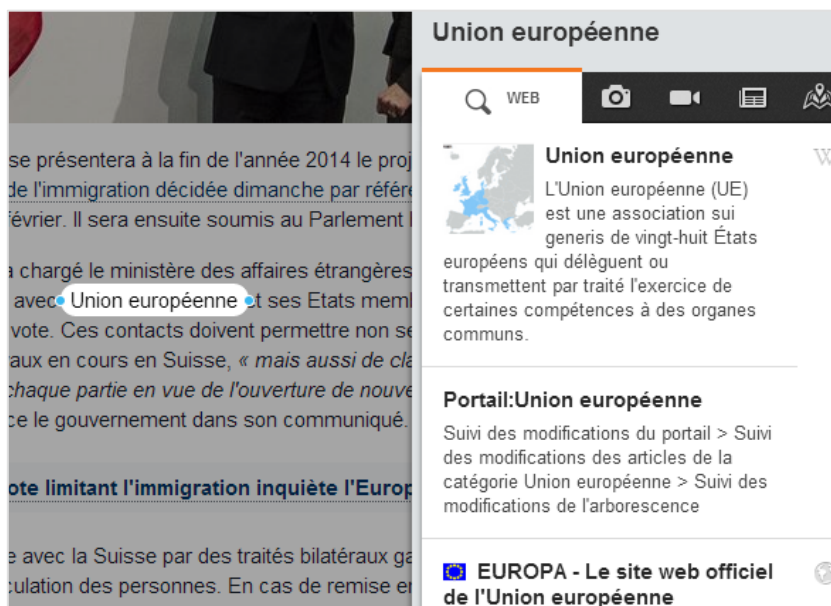 se présentera à la fin de l'année 2014 le proj
de l'immigration décidée dimanche par référe
février. Il sera ensuite soumis au Parlement
a chargé le ministère des affaires étrangères
avec Union européenne et ses Etats meml
vote. Ces contacts doivent permettre non se
aux en cours en Suisse, « mais aussi de cla
chaque partie en vue de l'ouverture de nouve
ce le gouvernement dans son communiqué.
ote limitant l'immigration inquiète l'Europ
e avec la Suisse par des traités bilatéraux ga
culation des personnes. En cas de remise en
Union européenne
WEB
Union européenne
W
L'Union européenne (UE)
est une association sui
generis de vingt-huit États
européens qui délèguent ou
transmettent par traité l'exercice de
certaines compétences à des organes
communs.
Portail:Union européenne
Suivi des modifications du portail > Suivi
des modifications des articles de la
catégorie Union européenne > Suivi des
modifications de l'arborescence
EUROPA - Le site web officiel
de l'Union européenne